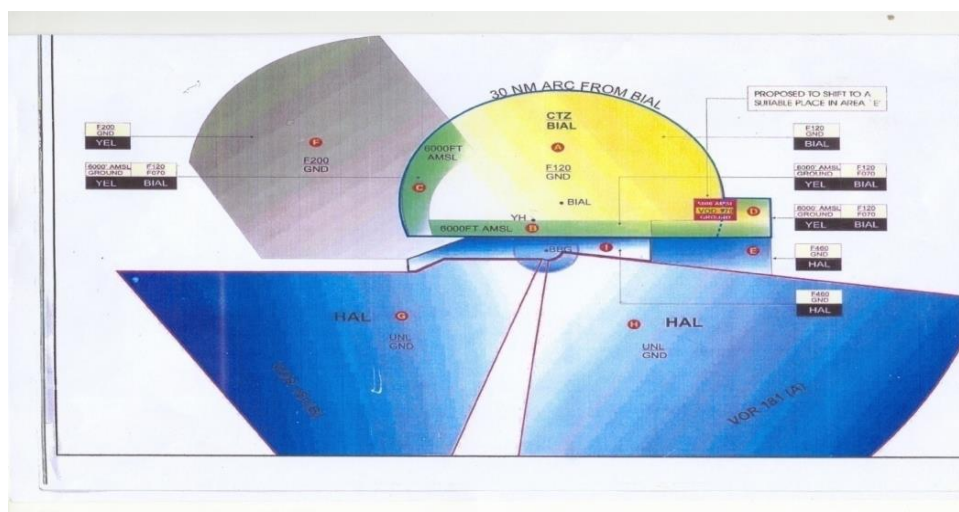 30 NM ARC FROM BIAL
PROPOSED TO SHIFT TO A
SUITABLE PLACE IN AREA `E'
CTZ
BIAL
A
F120
GND
BIAL
F200
GND
YEL
F
F200
GND
F120
GND
BIAL
6000FT
AMSL
6000' AMSL F120
GROUND F070
YEL BIAL
C
6000' AMSL F120
GROUND F070
YEL BIAL
D
6000' AMSL F120
GROUND F070
YEL BIAL
YH
B
6000FT AMSL
I
E
F460
GND
HAL
F460
GND
HAL
HAL
G
UNL
GND
H
HAL
UNL
GND
VOR 181 (A)